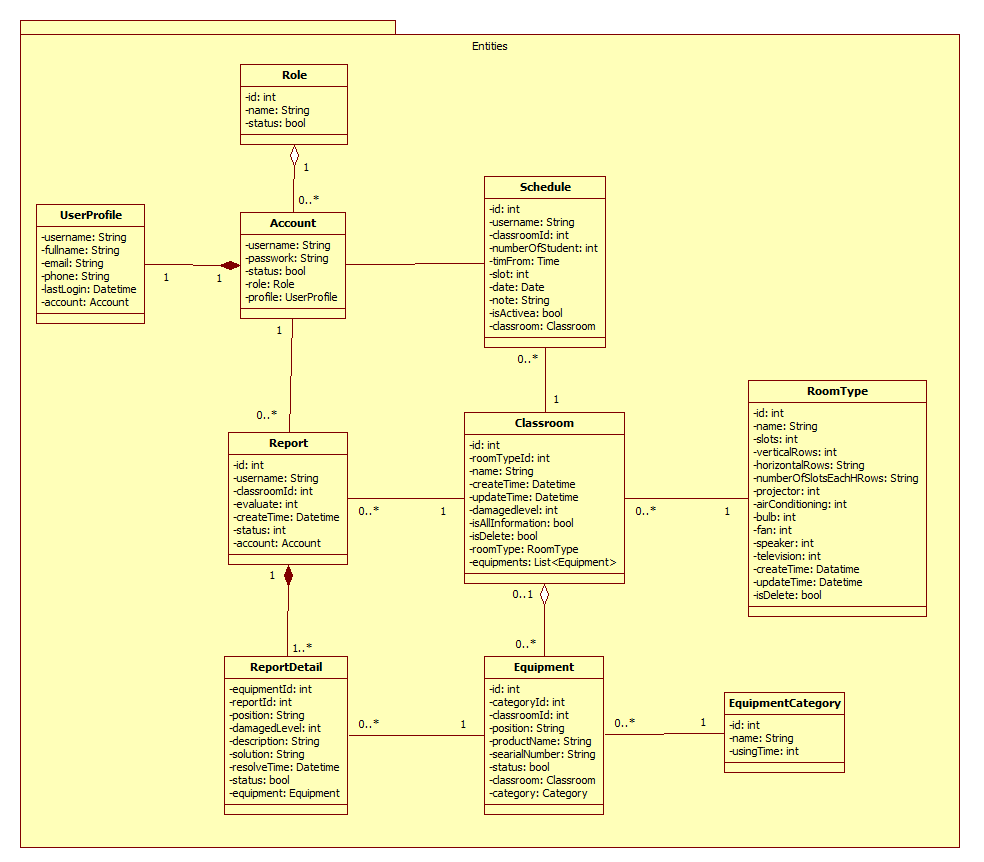 Entities
Role
-id: int
-name: String
-status: bool
1
0..*
UserProfile
-username: String
-fullname: String
-email: String
-phone: String
-lastLogin: Datetime
-account: Account
1
1
Account
-username: String
-passwork: String
-status: bool
-role: Role
-profile: UserProfile
1
0..*
Schedule
-id: int
-username: String
-classroomId: int
-numberOfStudent: int
-timFrom: Time
-slot: int
-date: Date
-note: String
-isActivea: bool
-classroom: Classroom
0..*
1
Report
-id: int
-username: String
-classroomId: int
-evaluate: int
-createTime: Datetime
-status: int
-account: Account
0..*
1
1
1..*
Classroom
-id: int
-roomTypeId: int
-name: String
-createTime: Datetime
-updateTime: Datetime
-damagedlevel: int
-isAllInformation: bool
-isDelete: bool
-roomType: RoomType
-equipments: List<Equipment>
0..*
1
0..1
0..*
RoomType
-id: int
-name: String
-slots: int
-verticalRows: int
-horizontalRows: String
-numberOfSlotsEachHRows: String
-projector: int
-airConditioning: int
-bulb: int
-fan: int
-speaker: int
-television: int
-createTime: Datatime
-updateTime: Datetime
-isDelete: bool
ReportDetail
-equipmentId: int
-reportId: int
-position: String
-damagedLevel: int
-description: String
-solution: String
-resolveTime: Datetime
-status: bool
-equipment: Equipment
0..*
1
Equipment
-id: int
-categoryId: int
-classroomId: int
-position: String
-productName: String
-searialNumber: String
-status: bool
-classroom: Classroom
-category: Category
0..*
1
EquipmentCategory
-id: int
-name: String
-usingTime: int